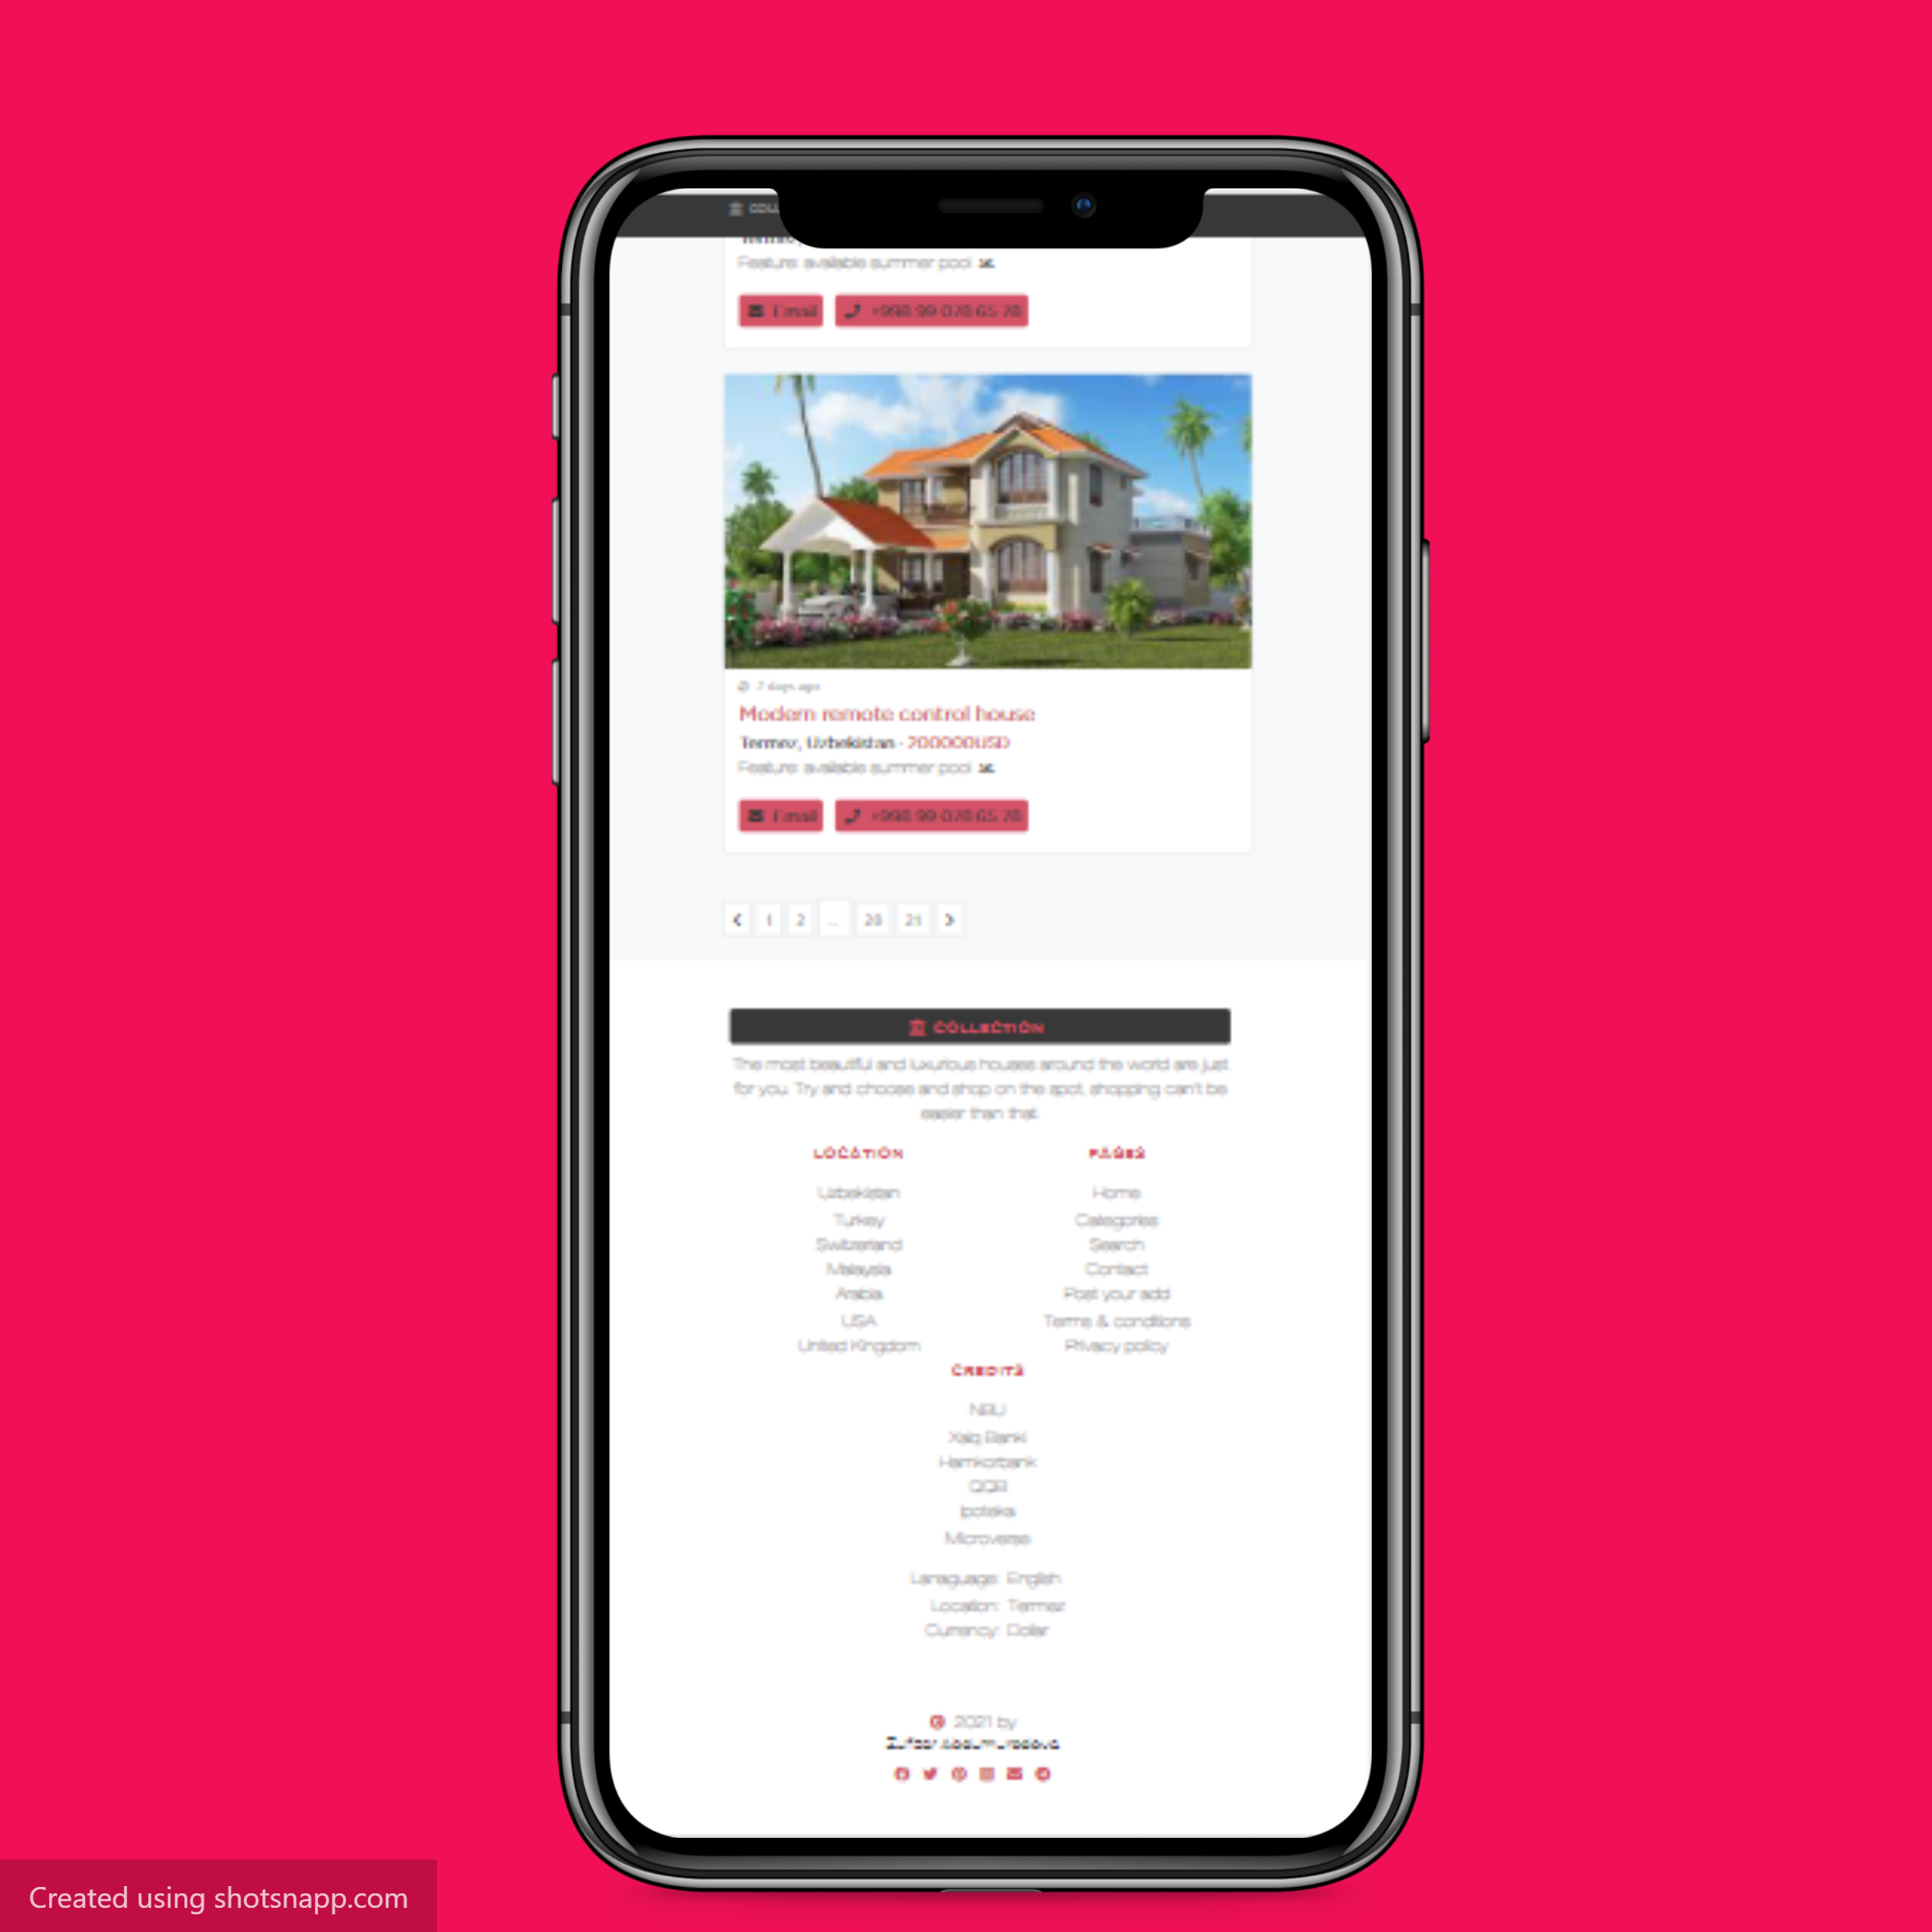 COLL
Feature: available summer pool
Email +998 99 078 65 78
2 days ago
Modern remote control house
Termez, Uzbekistan - 200000USD
Feature: available summer pool
Email +998 99 078 65 78
1 2 ... 20 21
COLLECTION
The most beautiful and luxurious houses around the world are just
for you. Try and choose and shop on the spot, shopping can't be
easier than that.
LOCATION PAGES
Uzbekistan Home
Turkey Categories
Switzerland Search
Malaysia Contact
Arabia Post your add
USA Terms & conditions
United Kingdom Privacy policy
CREDITS
NBU
Xalq Banki
Hamkorbank
QQB
Ipoteka
Microverse
Lanaguage: English
Location: Termez
Currency: Dollar
2021 by
Created using shotsnapp.com